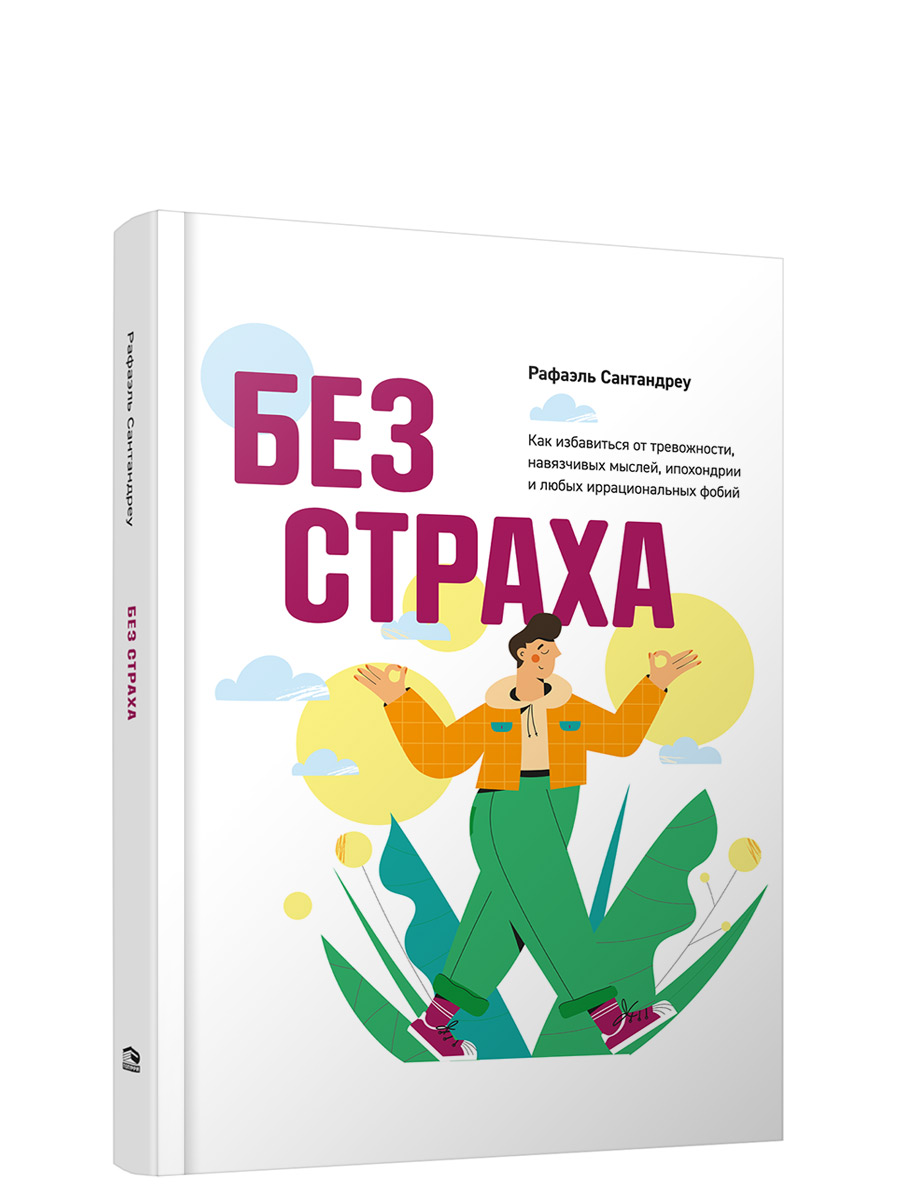 Рафаэль Сантандреу
БЕЗ СТРАХА
БЕЗ
СТРАХА
Рафаэль Сантандреу
Как избавиться от тревожности,
навязчивых мыслей, ипохондрии
и любых иррациональных фобий